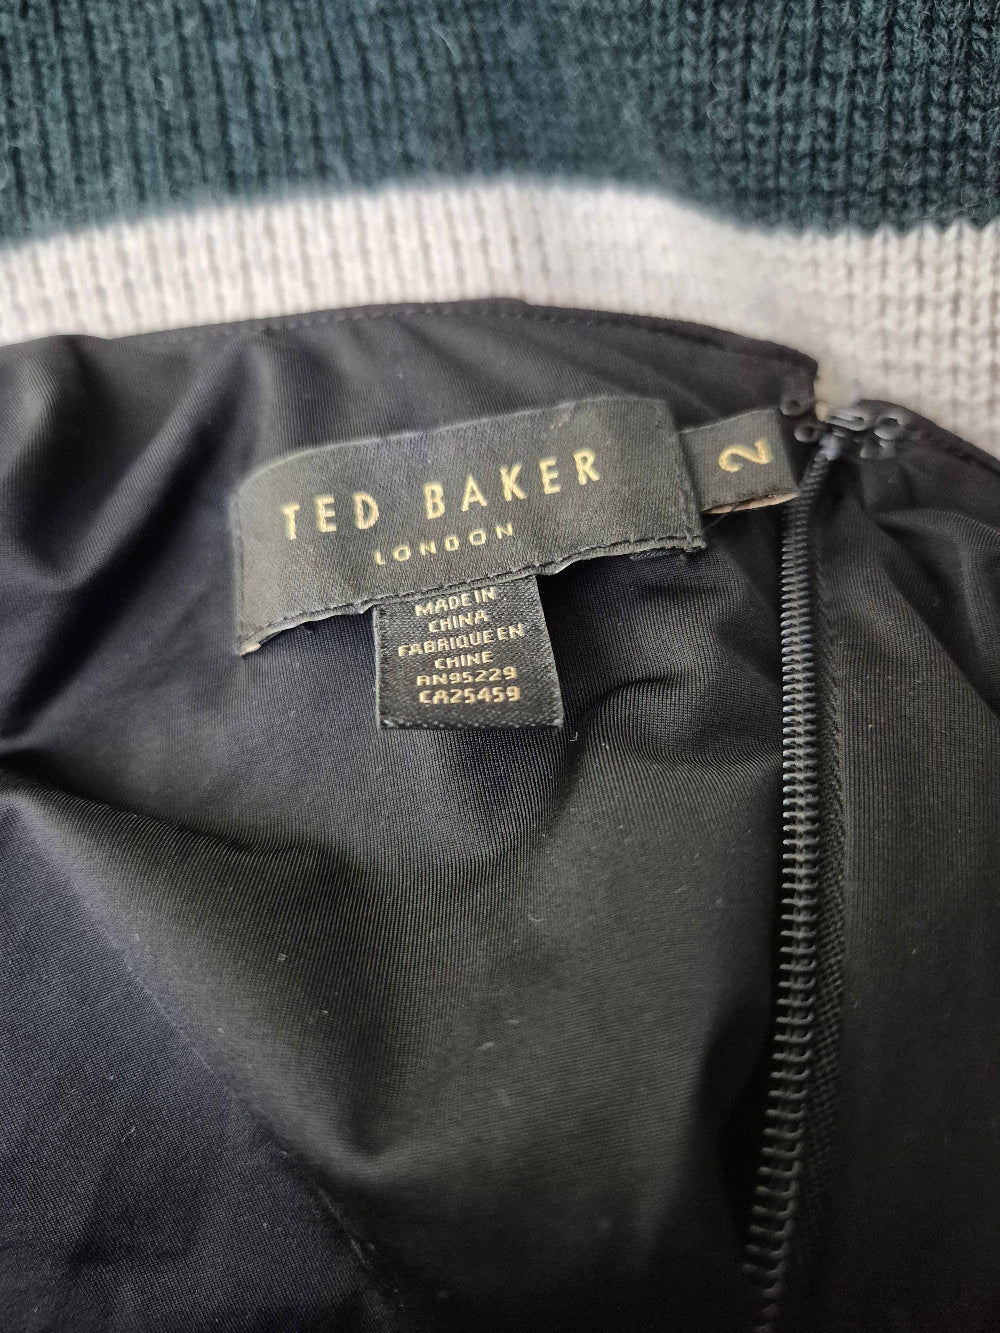 TED BAKER
LONDON
2
MADE IN
CHINA
FABRIQUE EN
CHINE
RN95229
CA25459